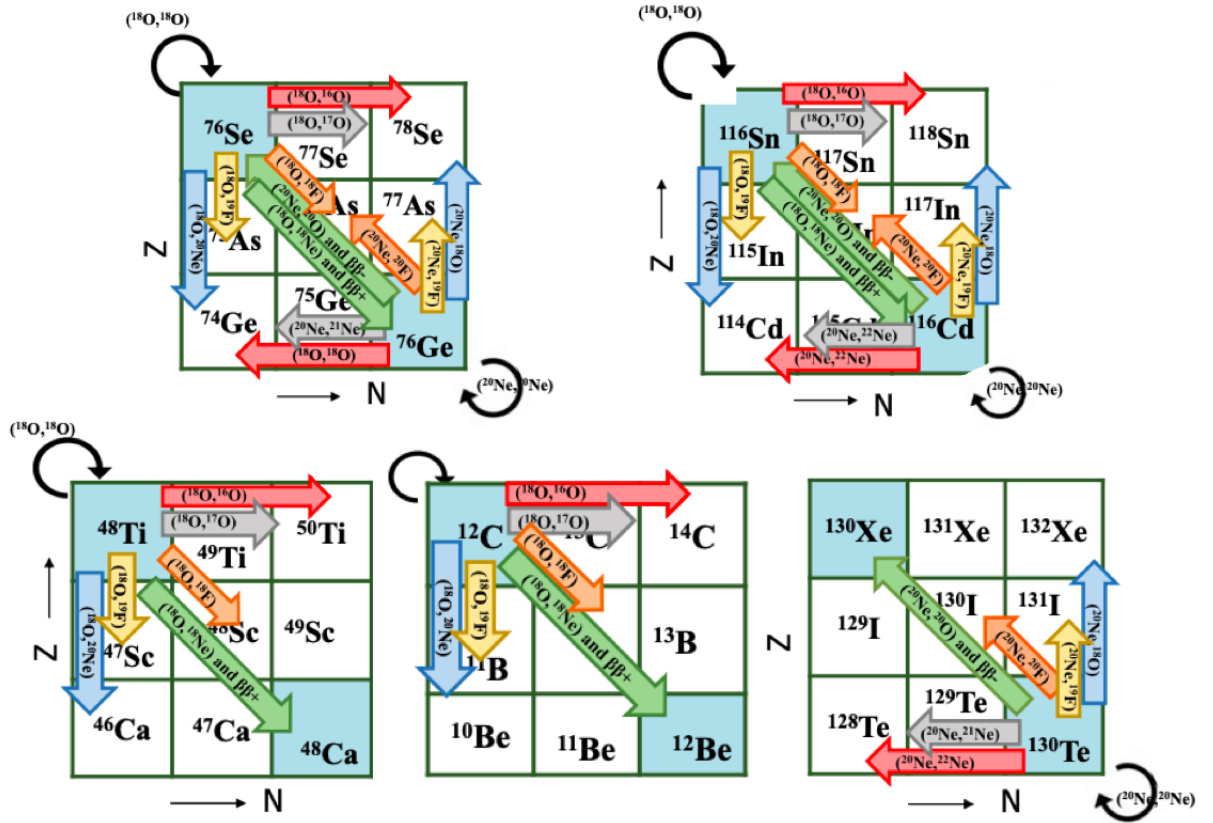 (¹⁸O,¹⁸O)
(¹⁸O,¹⁶O)
(¹⁸O,¹⁷O)
⁷⁶Se
⁷⁷Se
⁷⁸Se
(¹⁸O,²⁰Ne)
(¹⁸O,¹⁹F)
(¹⁸O,¹⁸F)
(²⁰Ne,²⁰O) and ββ-
(¹⁸O,¹⁸Ne) and ββ+
(²⁰Ne,²⁰F)
(²⁰Ne,¹⁹F)
(²⁰Ne,¹⁸O)
As
As
⁷⁷As
⁷⁴Ge
⁷⁵Ge
⁷⁶Ge
(²⁰Ne,²¹Ne)
(¹⁸O,¹⁸O)
(²⁰Ne,²⁰Ne)
Z
N
(¹⁸O,¹⁸O)
(¹⁸O,¹⁶O)
(¹⁸O,¹⁷O)
¹¹⁶Sn
¹¹⁷Sn
¹¹⁸Sn
(¹⁸O,²⁰Ne)
(¹⁸O,¹⁹F)
(¹⁸O,¹⁸F)
(²⁰Ne,²⁰O) and ββ-
(¹⁸O,¹⁸Ne) and ββ+
(²⁰Ne,²⁰F)
(²⁰Ne,¹⁹F)
(²⁰Ne,¹⁸O)
¹¹⁵In
¹¹⁷In
¹¹⁴Cd
¹¹⁶Cd
(²⁰Ne,²²Ne)
(²⁰Ne,²²Ne)
(²⁰Ne,²⁰Ne)
Z
N
(¹⁸O,¹⁸O)
(¹⁸O,¹⁶O)
(¹⁸O,¹⁷O)
⁴⁸Ti
⁴⁹Ti
⁵⁰Ti
(¹⁸O,²⁰Ne)
(¹⁸O,¹⁹F)
(¹⁸O,¹⁸F)
(¹⁸O,¹⁸Ne) and ββ+
⁴⁷Sc
Sc
⁴⁹Sc
⁴⁶Ca
⁴⁷Ca
⁴⁸Ca
Z
N
(¹⁸O,¹⁶O)
(¹⁸O,¹⁷O)
¹²C
C
¹⁴C
(¹⁸O,²⁰Ne)
(¹⁸O,¹⁹F)
(¹⁸O,¹⁸F)
(¹⁸O,¹⁸Ne) and ββ+
¹¹B
¹³B
¹⁰Be
¹¹Be
¹²Be
¹³⁰Xe
¹³¹Xe
¹³²Xe
¹²⁹I
¹³⁰I
¹³¹I
(²⁰Ne,²⁰O) and ββ-
(²⁰Ne,²⁰F)
(²⁰Ne,¹⁹F)
(²⁰Ne,¹⁸O)
¹²⁸Te
¹²⁹Te
¹³⁰Te
(²⁰Ne,²¹Ne)
(²⁰Ne,²²Ne)
(²⁰Ne,²⁰Ne)
Z
N